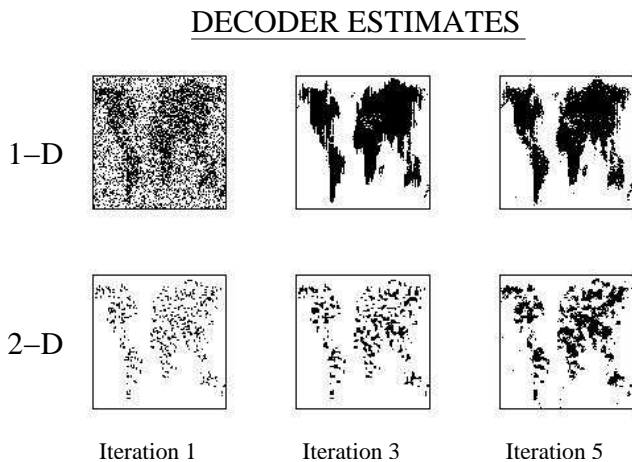 DECODER ESTIMATES
1–D
2–D
Iteration 1
Iteration 3
Iteration 5